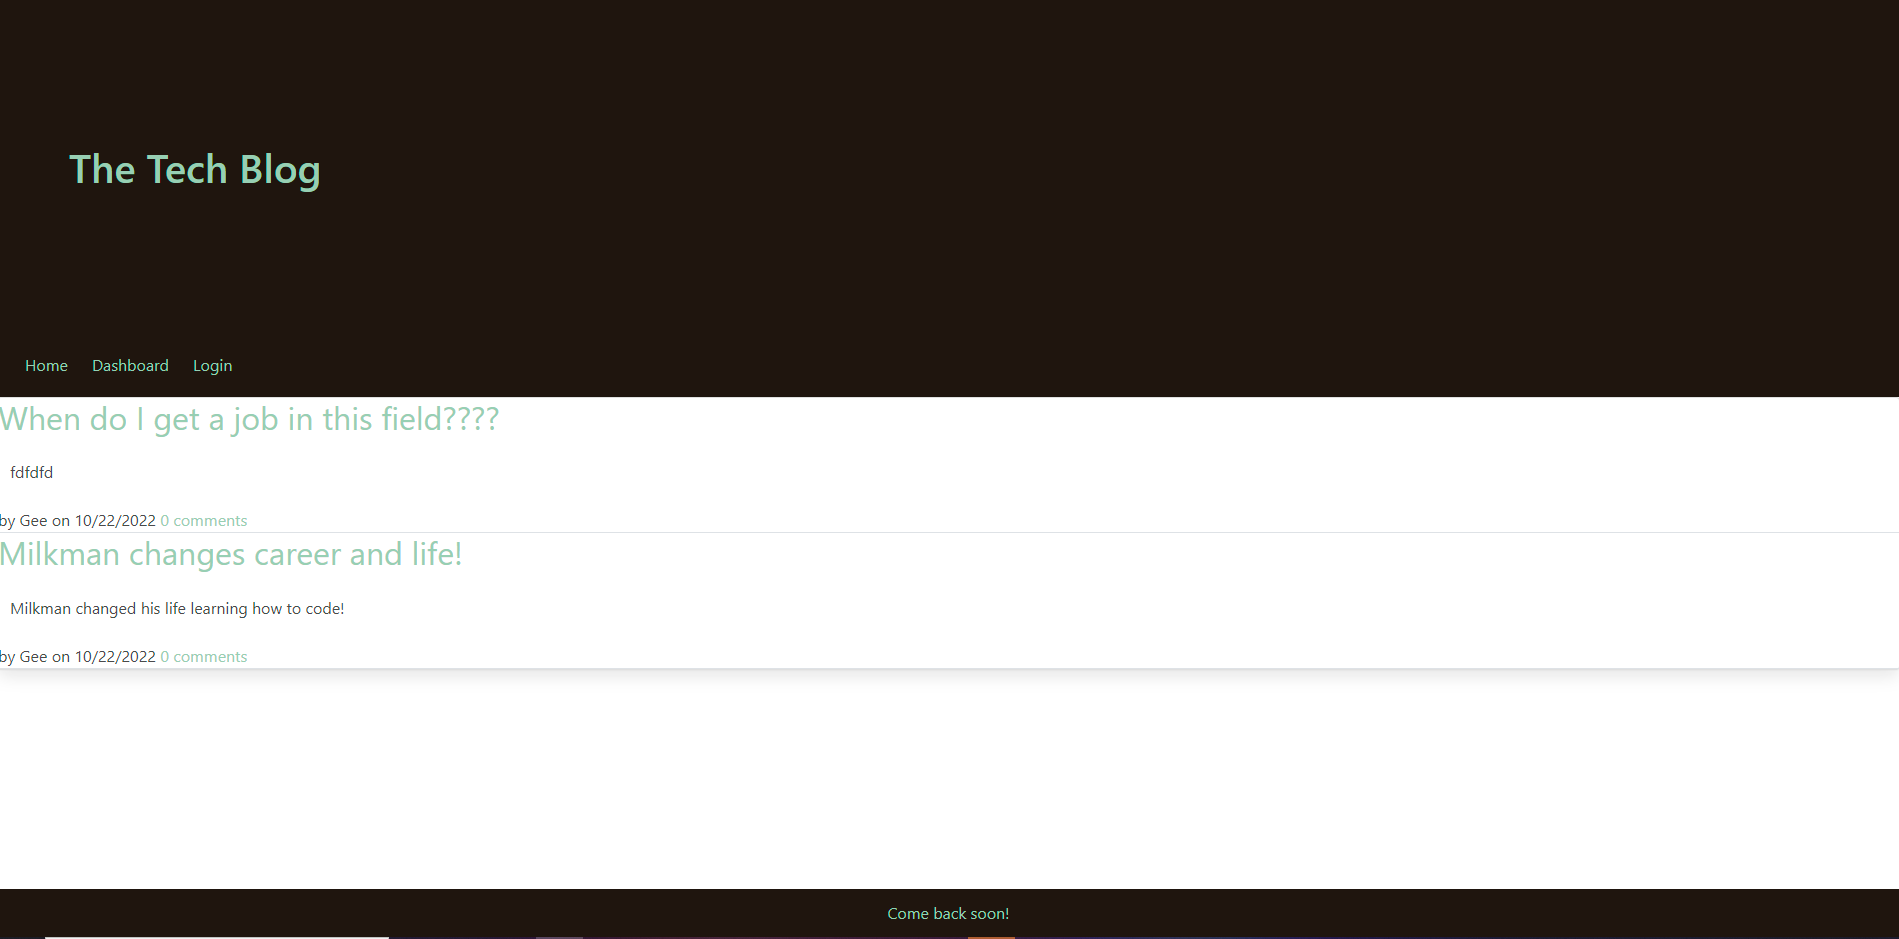 The Tech Blog
Home Dashboard Login
When do I get a job in this field????
fdfdfd
by Gee on 10/22/2022 0 comments
Milkman changes career and life!
Milkman changed his life learning how to code!
by Gee on 10/22/2022 0 comments
Come back soon!